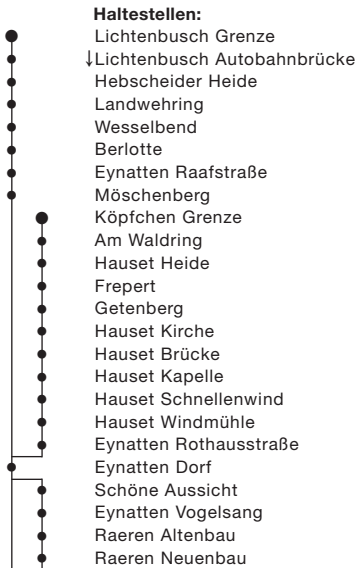 Haltestellen:
Lichtenbusch Grenze
↓Lichtenbusch Autobahnbrücke
Hebscheider Heide
Landwehring
Wesselbend
Berlotte
Eynatten Raafstraße
Möschenberg
Köpfchen Grenze
Am Waldring
Hauset Heide
Frepert
Getenberg
Hauset Kirche
Hauset Brücke
Hauset Kapelle
Hauset Schnellenwind
Hauset Windmühle
Eynatten Rothausstraße
Eynatten Dorf
Schöne Aussicht
Eynatten Vogelsang
Raeren Altenbau
Raeren Neuenbau